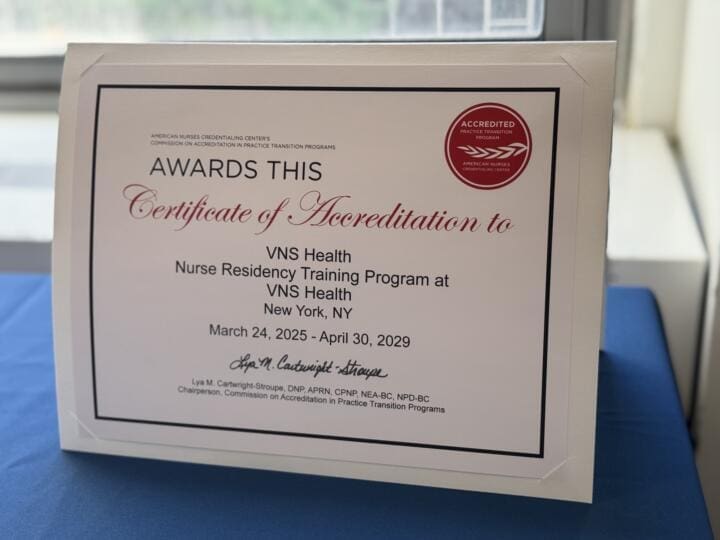 AMERICAN NURSES CREDENTIALING CENTER'S
COMMISSION ON ACCREDITATION IN PRACTICE TRANSITION PROGRAMS
AWARDS THIS
Certificate of Accreditation to
ACCREDITED
PRACTICE TRANSITION
PROGRAM
AMERICAN NURSES
CREDENTIALING CENTER
VNS Health
Nurse Residency Training Program at
VNS Health
New York, NY
March 24, 2025 - April 30, 2029
Lya M. Cartwright-Stroupe
Lya M. Cartwright-Stroupe, DNP, APRN, CPNP, NEA-BC, NPD-BC
Chairperson, Commission on Accreditation in Practice Transition Programs